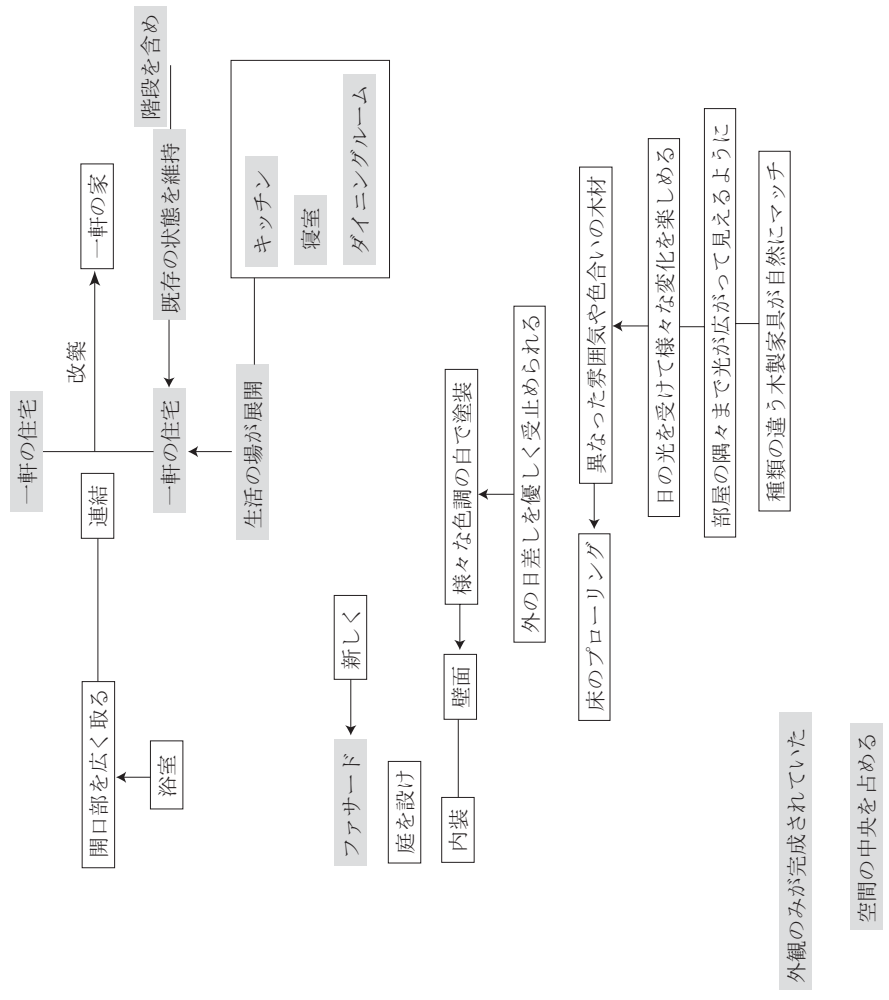 一軒の住宅
改築
開口部を広く取る
連結
一軒の家
階段を含め
浴室
一軒の住宅
既存の状態を維持
生活の場が展開
キッチン
寝室
ダイニングルーム
ファサード
新しく
庭を設け
内装
壁面
様々な色調の白で塗装
外の日差しを優しく受止められる
床のプローリング
異なった雰囲気や色合いの木材
日の光を受けて様々な変化を楽しめる
部屋の隅々まで光が広がって見えるように
種類の違う木製家具が自然にマッチ
外観のみが完成されていた
空間の中央を占める